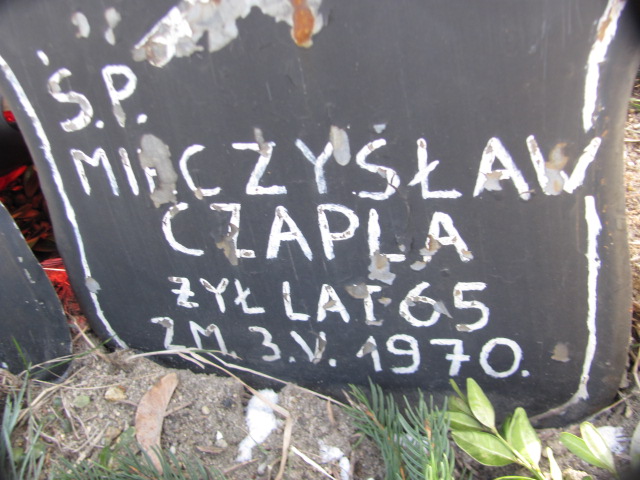 Ś.P.
MIECZYSŁAW
CZAPLA
ŻYŁ LAT 65
ZM. 3.V.1970.